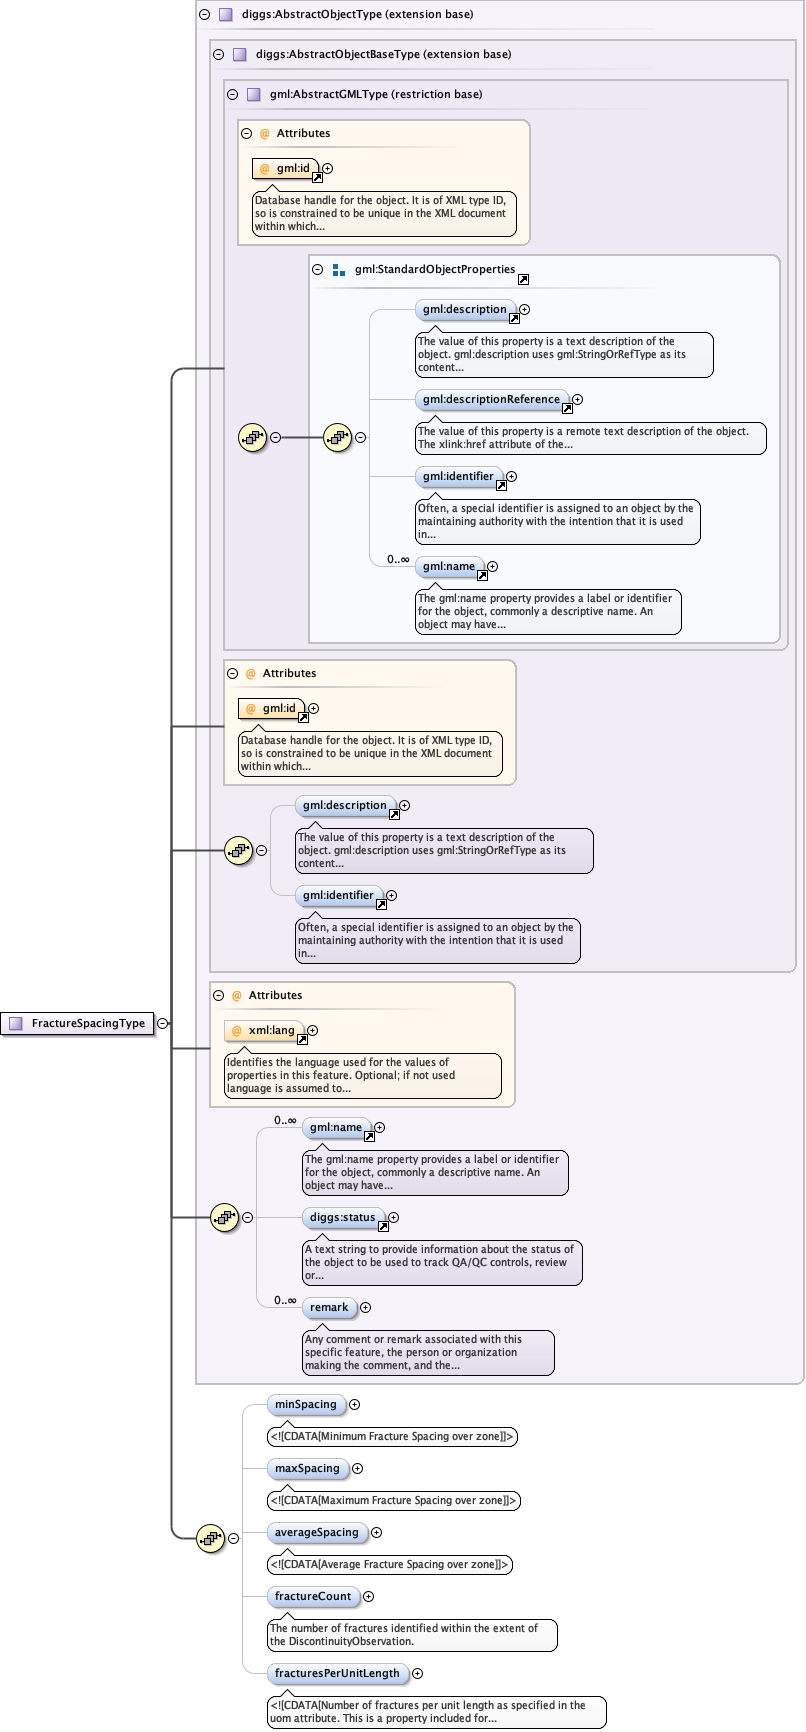 diggs:AbstractObjectType (extension base)
diggs:AbstractObjectBaseType (extension base)
gml:AbstractGMLType (restriction base)
@ Attributes
@ gml:id
Database handle for the object. It is of XML type ID,
so is constrained to be unique in the XML document
within which...
gml:StandardObjectProperties
gml:description
The value of this property is a text description of the
object. gml:description uses gml:StringOrRefType as its
content...
gml:descriptionReference
The value of this property is a remote text description of the object.
The xlink:href attribute of the...
gml:identifier
Often, a special identifier is assigned to an object by the
maintaining authority with the intention that it is used
in...
0..∞
gml:name
The gml:name property provides a label or identifier
for the object, commonly a descriptive name. An
object may have...
@ Attributes
@ gml:id
Database handle for the object. It is of XML type ID,
so is constrained to be unique in the XML document
within which...
gml:description
The value of this property is a text description of the
object. gml:description uses gml:StringOrRefType as its
content...
gml:identifier
Often, a special identifier is assigned to an object by the
maintaining authority with the intention that it is used
in...
@ Attributes
FractureSpacingType
@ xml:lang
Identifies the language used for the values of
properties in this feature. Optional; if not used
language is assumed to...
0..∞
gml:name
The gml:name property provides a label or identifier
for the object, commonly a descriptive name. An
object may have...
diggs:status
A text string to provide information about the status of
the object to be used to track QA/QC controls, review
or...
0..∞
remark
Any comment or remark associated with this
specific feature, the person or organization
making the comment, and the...
minSpacing
<![CDATA[Minimum Fracture Spacing over zone]]>
maxSpacing
<![CDATA[Maximum Fracture Spacing over zone]]>
averageSpacing
<![CDATA[Average Fracture Spacing over zone]]>
fractureCount
The number of fractures identified within the extent of
the DiscontinuityObservation.
fracturesPerUnitLength
<![CDATA[Number of fractures per unit length as specified in the
uom attribute. This is a property included for...